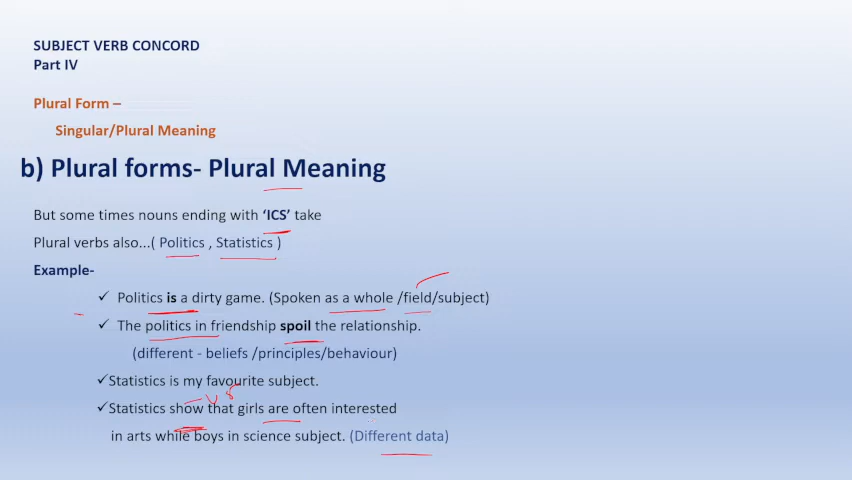 SUBJECT VERB CONCORD
Part IV
Plural Form –
Singular/Plural Meaning
b) Plural forms- Plural Meaning
But some times nouns ending with ‘ICS’ take
Plural verbs also...( Politics , Statistics )
Example-
✓ Politics is a dirty game. (Spoken as a whole /field/subject)
✓ The politics in friendship spoil the relationship.
(different - beliefs /principles/behaviour)
✓Statistics is my favourite subject.
✓Statistics show that girls are often interested
in arts while boys in science subject. (Different data)